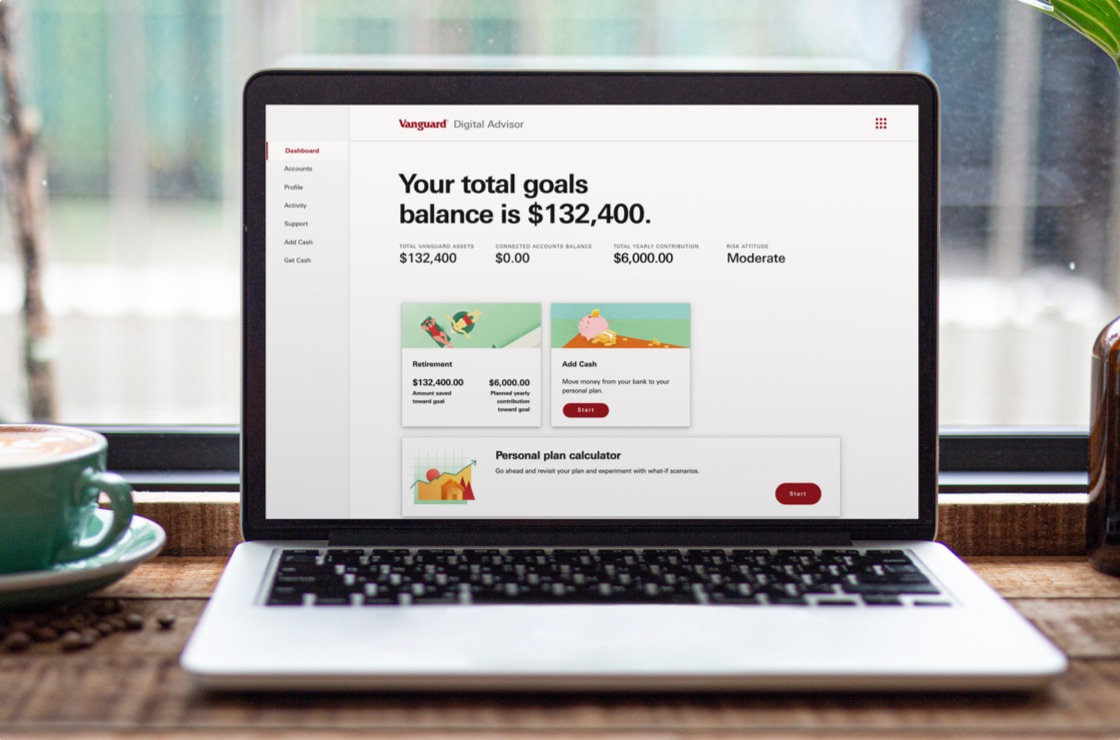 Vanguard Digital Advisor
Dashboard
Accounts
Profile
Activity
Support
Add Cash
Get Cash
Your total goals
balance is $132,400.
TOTAL VANGUARD ASSETS
$132,400
CONNECTED ACCOUNTS BALANCE
$0.00
TOTAL YEARLY CONTRIBUTION
$6,000.00
RISK ATTITUDE
Moderate
Retirement
$132,400.00
Amount saved
toward goal
$6,000.00
Planned yearly
contribution
toward goal
Add Cash
Move money from your bank to your
personal plan.
Start
Personal plan calculator
Go ahead and revisit your plan and experiment with what-if scenarios.
Start